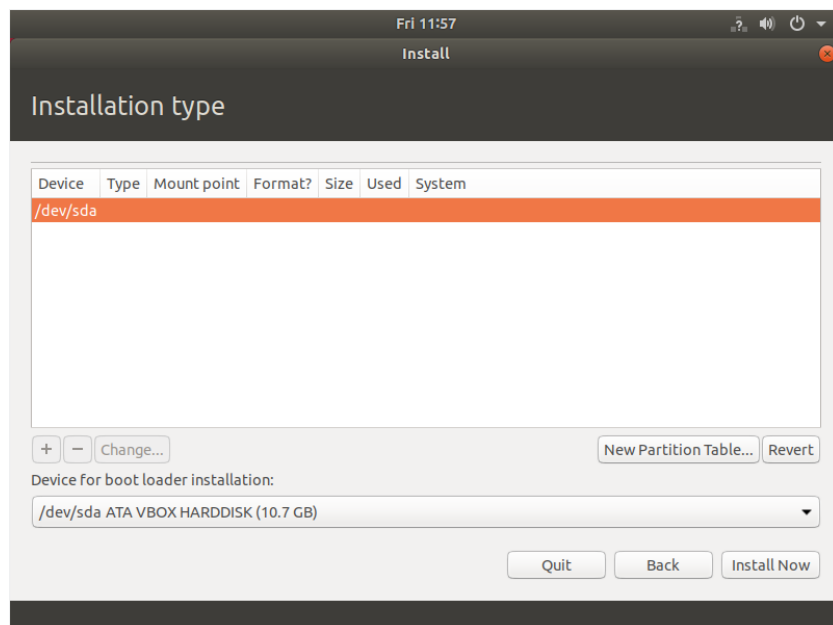 Fri 11:57
Install
Installation type
Device Type Mount point Format? Size Used System
/dev/sda
+ − Change... New Partition Table... Revert
Device for boot loader installation:
/dev/sda ATA VBOX HARDDISK (10.7 GB)
Quit Back Install Now